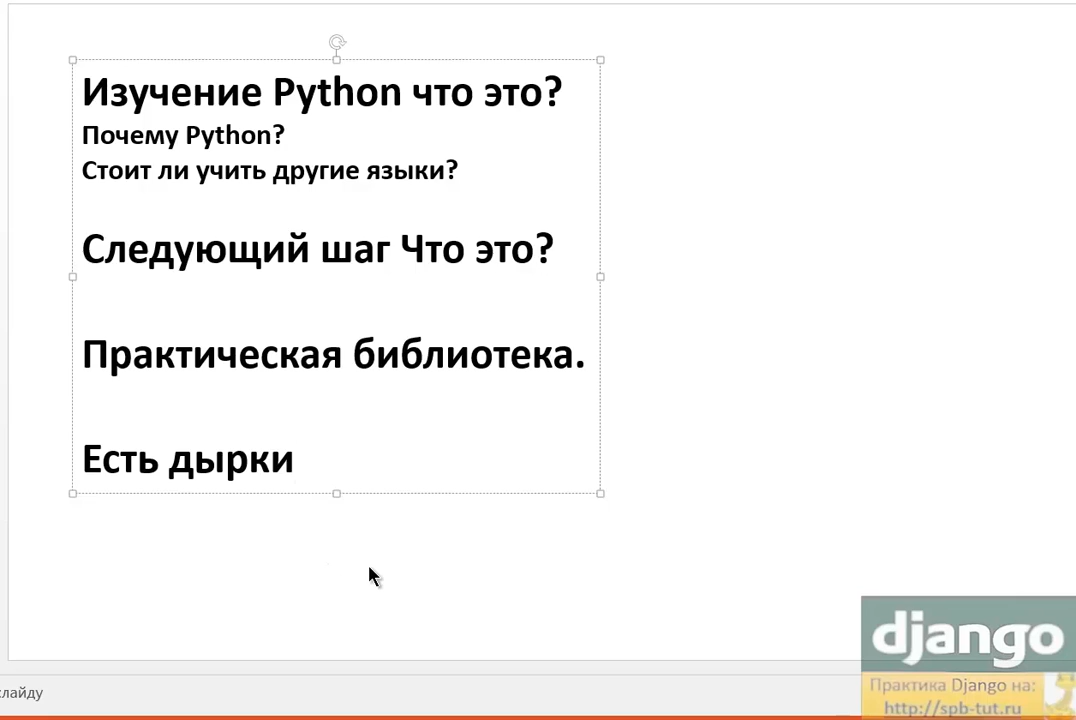 Изучение Python что это?
Почему Python?
Стоит ли учить другие языки?
Следующий шаг Что это?
Практическая библиотека.
Есть дырки
django
Практика Django на:
http://spb-tut.ru
слайду